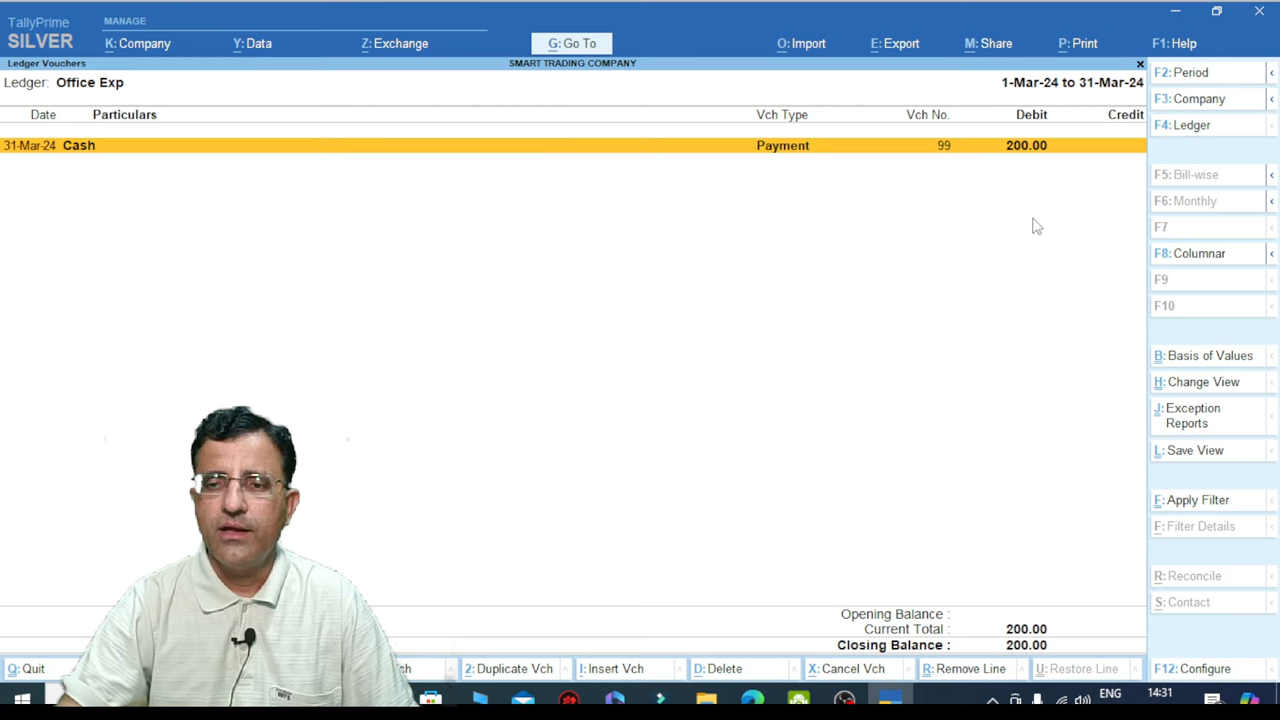 TallyPrime
MANAGE
SILVER
K: Company
Y: Data
Z: Exchange
G: Go To
O: Import
E: Export
M: Share
P: Print
F1: Help
Ledger Vouchers
SMART TRADING COMPANY
Ledger: Office Exp
1-Mar-24 to 31-Mar-24
Date Particulars Vch Type Vch No. Debit Credit
31-Mar-24 Cash Payment 99 200.00
F2: Period
F3: Company
F4: Ledger
F5: Bill-wise
F6: Monthly
F7
F8: Columnar
F9
F10
B: Basis of Values
H: Change View
J: Exception
Reports
L: Save View
F: Apply Filter
F: Filter Details
R: Reconcile
S: Contact
Opening Balance :
Current Total : 200.00
Closing Balance : 200.00
Q: Quit
2: Duplicate Vch
I: Insert Vch
D: Delete
X: Cancel Vch
R: Remove Line
U: Restore Line
F12: Configure
ENG
14:31